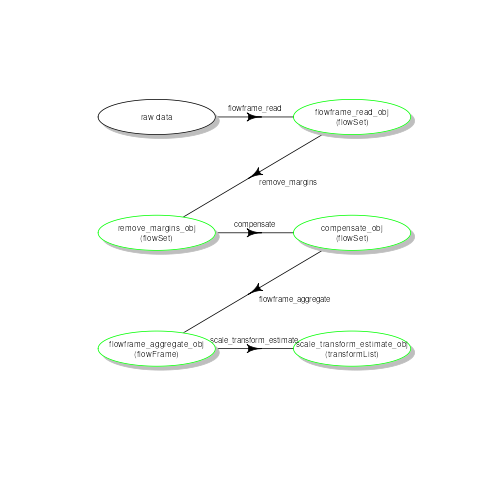 flowframe_read
raw data
flowframe_read_obj
(flowSet)
remove_margins
compensate
remove_margins_obj
(flowSet)
compensate_obj
(flowSet)
flowframe_aggregate
scale_transform_estimate
flowframe_aggregate_obj
(flowFrame)
scale_transform_estimate_obj
(transformList)